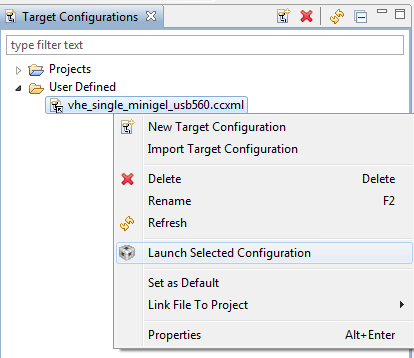 Target Configurations
type filter text
Projects
User Defined
vhe_single_minigel_usb560.ccxml
New Target Configuration
Import Target Configuration
Delete Delete
Rename F2
Refresh
Launch Selected Configuration
Set as Default
Link File To Project
Properties Alt+Enter